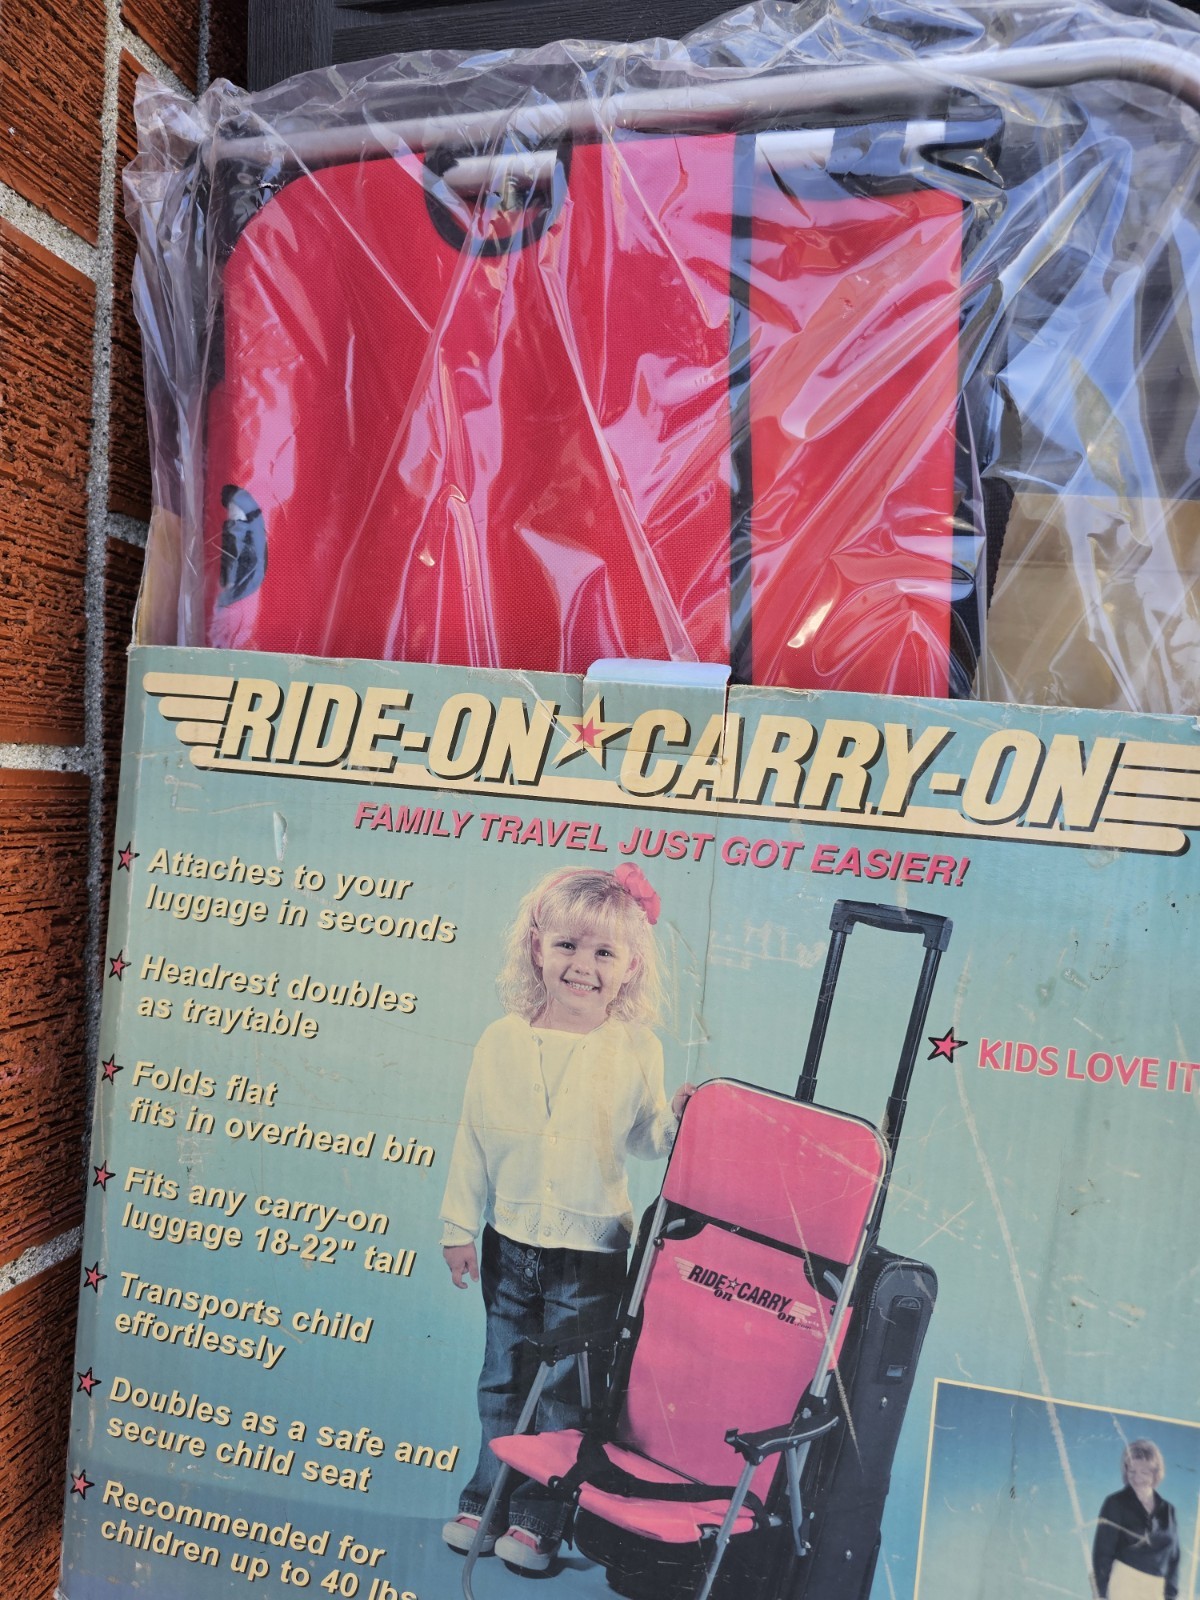 RIDE-ON★CARRY-ON
FAMILY TRAVEL JUST GOT EASIER!
★ Attaches to your
luggage in seconds
★ Headrest doubles
as traytable
★ Folds flat
fits in overhead bin
★ Fits any carry-on
luggage 18-22" tall
★ Transports child
effortlessly
★ Doubles as a safe and
secure child seat
★ Recommended for
children up to 40 lbs
★ KIDS LOVE IT
RIDE★CARRY
on on